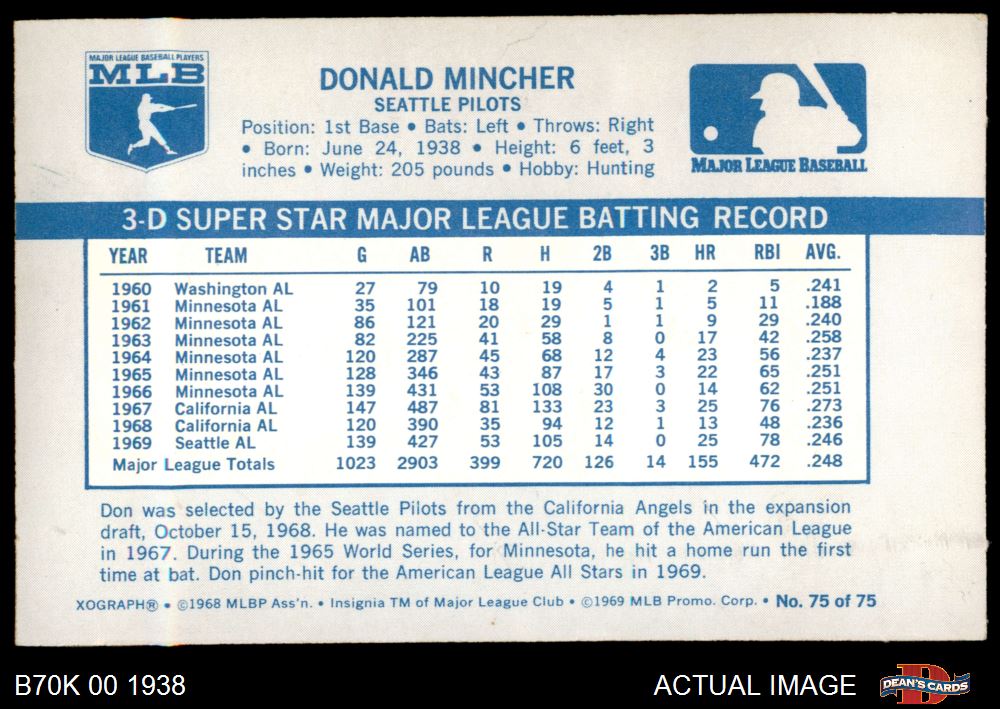 MAJOR LEAGUE BASEBALL PLAYERS
MLB
DONALD MINCHER
SEATTLE PILOTS
Position: 1st Base • Bats: Left • Throws: Right
• Born: June 24, 1938 • Height: 6 feet, 3
inches • Weight: 205 pounds • Hobby: Hunting
MAJOR LEAGUE BASEBALL
3-D SUPER STAR MAJOR LEAGUE BATTING RECORD
YEAR TEAM G AB R H 2B 3B HR RBI AVG.
1960 Washington AL 27 79 10 19 4 1 2 5 .241
1961 Minnesota AL 35 101 18 19 5 1 5 11 .188
1962 Minnesota AL 86 121 20 29 1 1 9 29 .240
1963 Minnesota AL 82 225 41 58 8 0 17 42 .258
1964 Minnesota AL 120 287 45 68 12 4 23 56 .237
1965 Minnesota AL 128 346 43 87 17 3 22 65 .251
1966 Minnesota AL 139 431 53 108 30 0 14 62 .251
1967 California AL 147 487 81 133 23 3 25 76 .273
1968 California AL 120 390 35 94 12 1 13 48 .236
1969 Seattle AL 139 427 53 105 14 0 25 78 .246
Major League Totals 1023 2903 399 720 126 14 155 472 .248
Don was selected by the Seattle Pilots from the California Angels in the expansion
draft, October 15, 1968. He was named to the All-Star Team of the American League
in 1967. During the 1965 World Series, for Minnesota, he hit a home run the first
time at bat. Don pinch-hit for the American League All Stars in 1969.
XOGRAPH® • ©1968 MLBP Ass'n. • Insignia TM of Major League Club • ©1969 MLB Promo. Corp. • No. 75 of 75
B70K 00 1938
ACTUAL IMAGE
D
DEAN'S CARDS